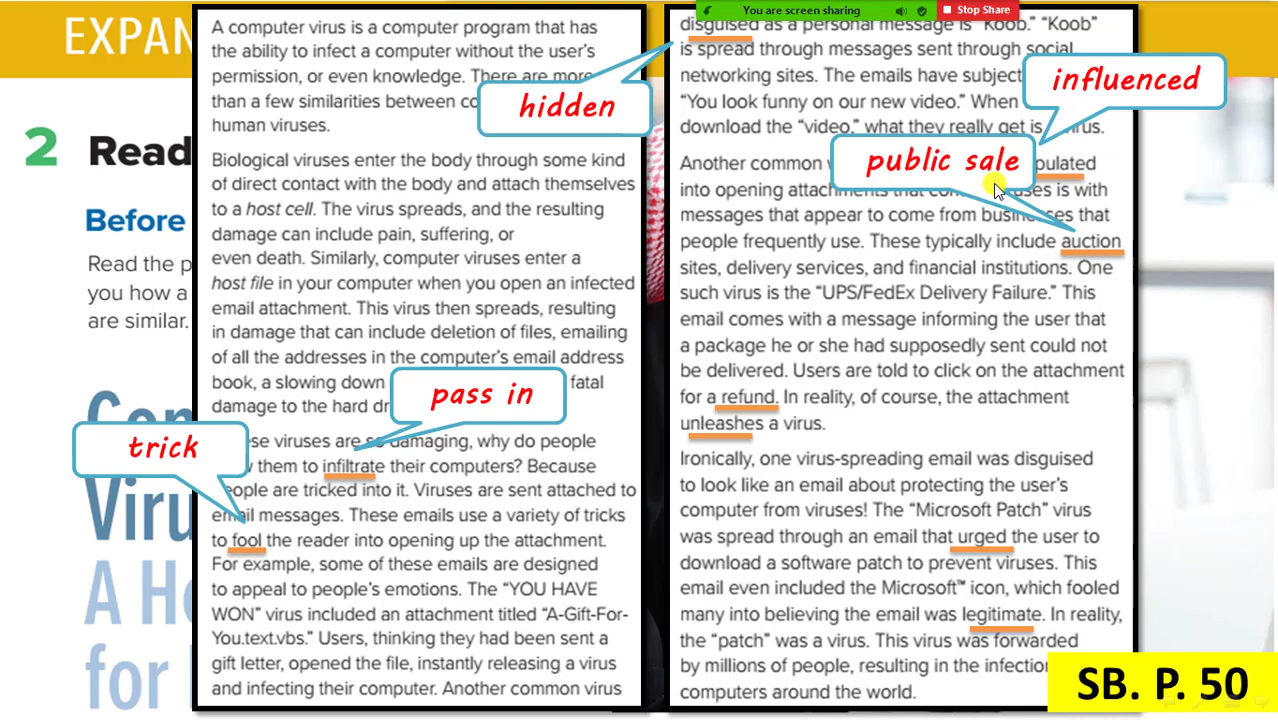 You are screen sharing
Stop Share
EXPAN
2 Read
Before
Read the p
you how a
are similar.
Viru
A Ho
for
A computer virus is a computer program that has
the ability to infect a computer without the user's
permission, or even knowledge. There are more
than a few similarities between
human viruses.
Biological viruses enter the body through some kind
of direct contact with the body and attach themselves
to a host cell. The virus spreads, and the resulting
damage can include pain, suffering, or
even death. Similarly, computer viruses enter a
host file in your computer when you open an infected
email attachment. This virus then spreads, resulting
in damage that can include deletion of files, emailing
of all the addresses in the computer's email address
book, a slowing down fatal
damage to the hard
viruses are so damaging, why do people
them to infiltrate their computers? Because
people are tricked into it. Viruses are sent attached to
email messages. These emails use a variety of tricks
to fool the reader into opening up the attachment.
For example, some of these emails are designed
to appeal to people's emotions. The "YOU HAVE
WON" virus included an attachment titled "A-Gift-For-
You.text.vbs." Users, thinking they had been sent a
gift letter, opened the file, instantly releasing a virus
and infecting their computer. Another common virus
hidden
pass in
trick
disguised as a personal message is "Koob." "Koob"
is spread through messages sent through social
networking sites. The emails have subject
"You look funny on our new video." When
download the "video," what they really get is virus.
Another common
into opening attachments that viruses is with
messages that appear to come from businesses that
people frequently use. These typically include auction
sites, delivery services, and financial institutions. One
such virus is the "UPS/FedEx Delivery Failure." This
email comes with a message informing the user that
a package he or she had supposedly sent could not
be delivered. Users are told to click on the attachment
for a refund. In reality, of course, the attachment
unleashes a virus.
Ironically, one virus-spreading email was disguised
to look like an email about protecting the user's
computer from viruses! The "Microsoft Patch" virus
was spread through an email that urged the user to
download a software patch to prevent viruses. This
email even included the Microsoft™ icon, which fooled
many into believing the email was legitimate. In reality,
the "patch" was a virus. This virus was forwarded
by millions of people, resulting in the infection
computers around the world.
influenced
public sale
SB. P. 50